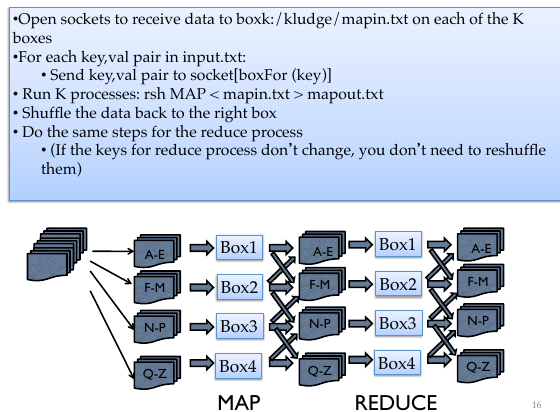 •Open sockets to receive data to boxk:/kludge/mapin.txt on each of the K
boxes
•For each key,val pair in input.txt:
• Send key,val pair to socket[boxFor (key)]
• Run K processes: rsh MAP < mapin.txt > mapout.txt
• Shuffle the data back to the right box
• Do the same steps for the reduce process
• (If the keys for reduce process don't change, you don't need to reshuffle
them)
A-E Box1 A-E Box1 A-E
F-M Box2 F-M Box2 F-M
N-P Box3 N-P Box3 N-P
Q-Z Box4 Q-Z Box4 Q-Z
MAP REDUCE
16